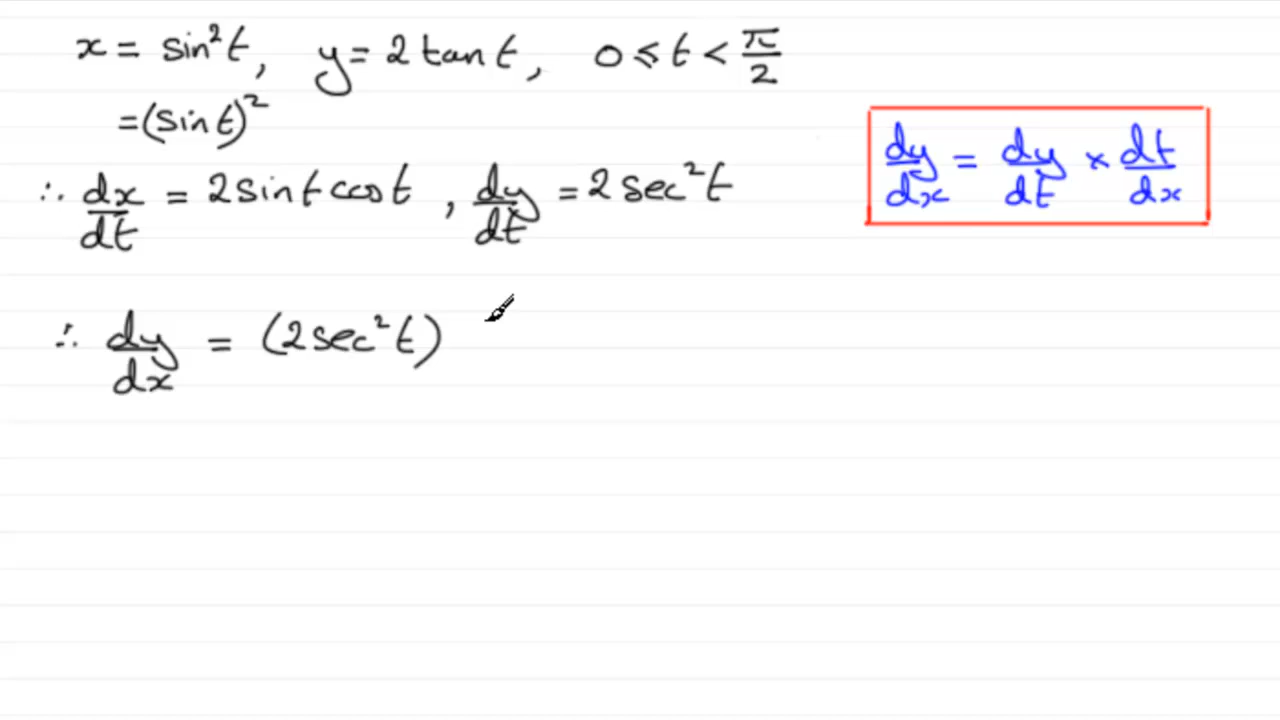 x = sin²t, y = 2 tan t, 0 ⩽ t < π/2
= (sin t)²
∴ dx/dt = 2 sin t cos t, dy/dt = 2 sec²t
dy/dx = dy/dt × dt/dx
∴ dy/dx = (2 sec²t)